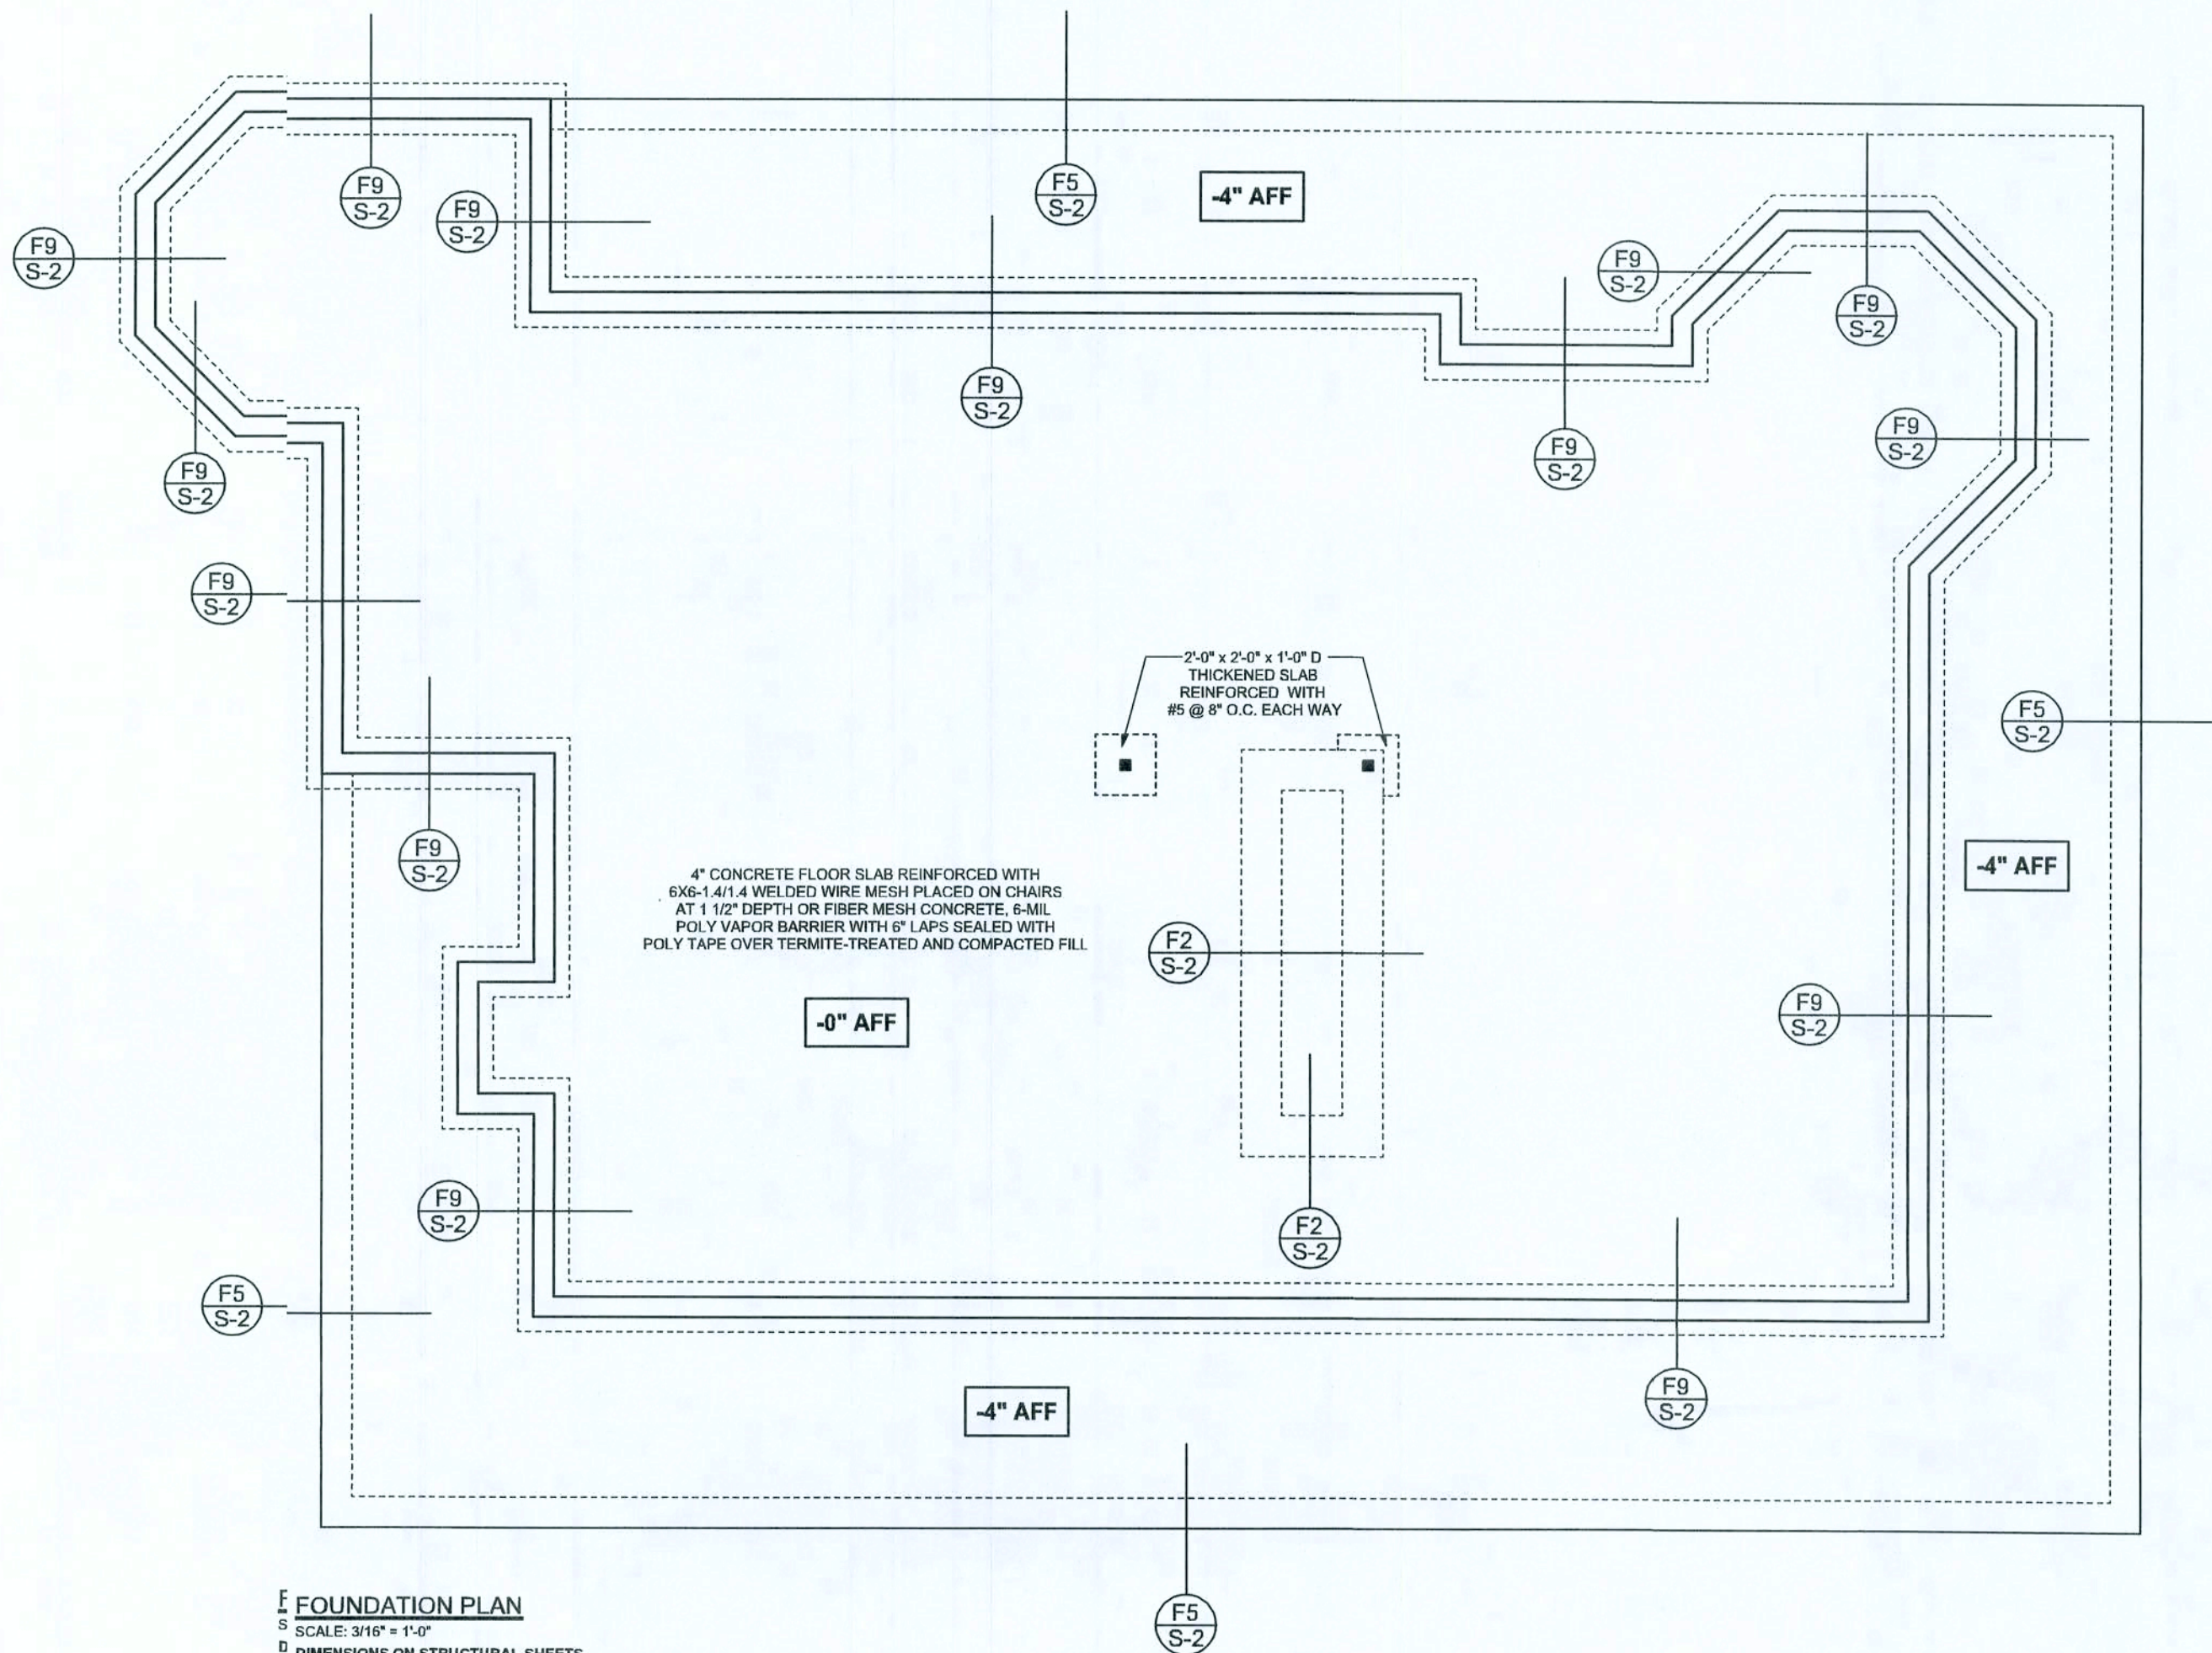 F9
S-2
F9
S-2
F5
S-2
-4" AFF
F9
S-2
F9
S-2
F9
S-2
F9
S-2
F9
S-2
F9
S-2
F9
S-2
F9
S-2
2'-0" x 2'-0" x 1'-0" D
THICKENED SLAB
REINFORCED WITH
#5 @ 8" O.C. EACH WAY
F5
S-2
F9
S-2
-4" AFF
4" CONCRETE FLOOR SLAB REINFORCED WITH
6X6-1.4/1.4 WELDED WIRE MESH PLACED ON CHAIRS
AT 1 1/2" DEPTH OR FIBER MESH CONCRETE, 6-MIL
POLY VAPOR BARRIER WITH 6" LAPS SEALED WITH
POLY TAPE OVER TERMITE-TREATED AND COMPACTED FILL
F2
S-2
-0" AFF
F9
S-2
F9
S-2
F2
S-2
F5
S-2
F9
S-2
-4" AFF
F5
S-2
F FOUNDATION PLAN
S SCALE: 3/16" = 1'-0"
D DIMENSIONS ON STRUCTURAL SHEETS